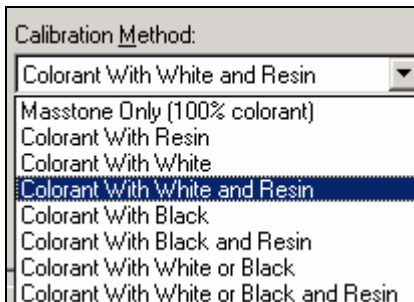 Calibration Method:
Colorant With White and Resin
Masstone Only (100% colorant)
Colorant With Resin
Colorant With White
Colorant With White and Resin
Colorant With Black
Colorant With Black and Resin
Colorant With White or Black
Colorant With White or Black and Resin